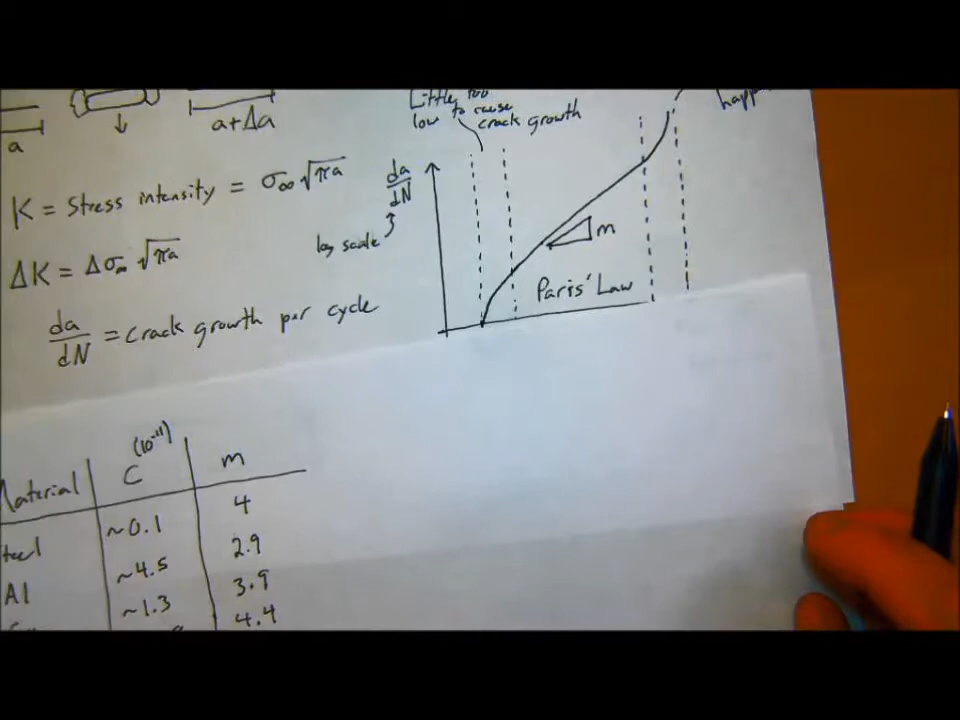 a
a+Δa
Little too
low to cause
crack growth
happ
K = Stress intensity = σ∞ √πa
ΔK = Δσ∞ √πa
da/dN = crack growth per cycle
da/dN
log scale
m
Paris' Law
Material C (10⁻¹¹) m
teel ~0.1 4
Al ~4.5 2.9
~1.3 3.9
4.4